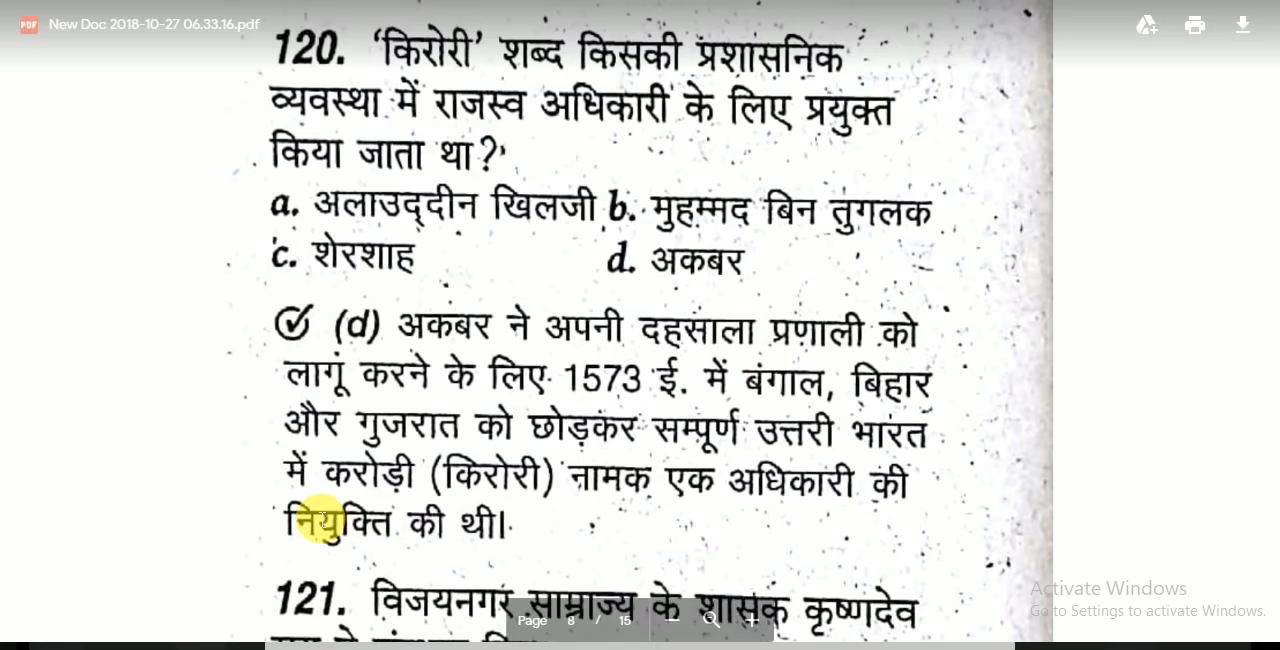 New Doc 2018-10-27 06.33.16.pdf
120. ‘किरोरी’ शब्द किसकी प्रशासनिक
व्यवस्था में राजस्व अधिकारी के लिए प्रयुक्त
किया जाता था?
a. अलाउद्दीन खिलजी b. मुहम्मद बिन तुगलक
c. शेरशाह d. अकबर
(d) अकबर ने अपनी दहसाला प्रणाली को
लागूं करने के लिए 1573 ई. में बंगाल, बिहार
और गुजरात को छोड़कर सम्पूर्ण उत्तरी भारत
में करोड़ी (किरोरी) नामक एक अधिकारी की
नियुक्ति की थी।
121. विजयनगर साम्राज्य के शासक कृष्णदेव
Page 8 / 15
Activate Windows
Go to Settings to activate Windows.